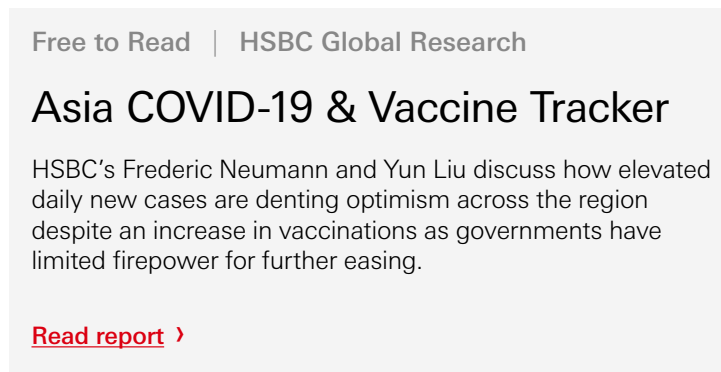 Free to Read | HSBC Global Research
Asia COVID-19 & Vaccine Tracker
HSBC's Frederic Neumann and Yun Liu discuss how elevated
daily new cases are denting optimism across the region
despite an increase in vaccinations as governments have
limited firepower for further easing.
Read report ›